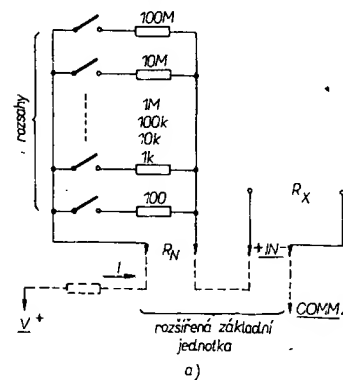 100M
10M
1M
100k
10k
1k
100
rozsahy
R_N
R_X
+ IN -
I
V +
COMM.
rozšířená základní
jednotka
a)